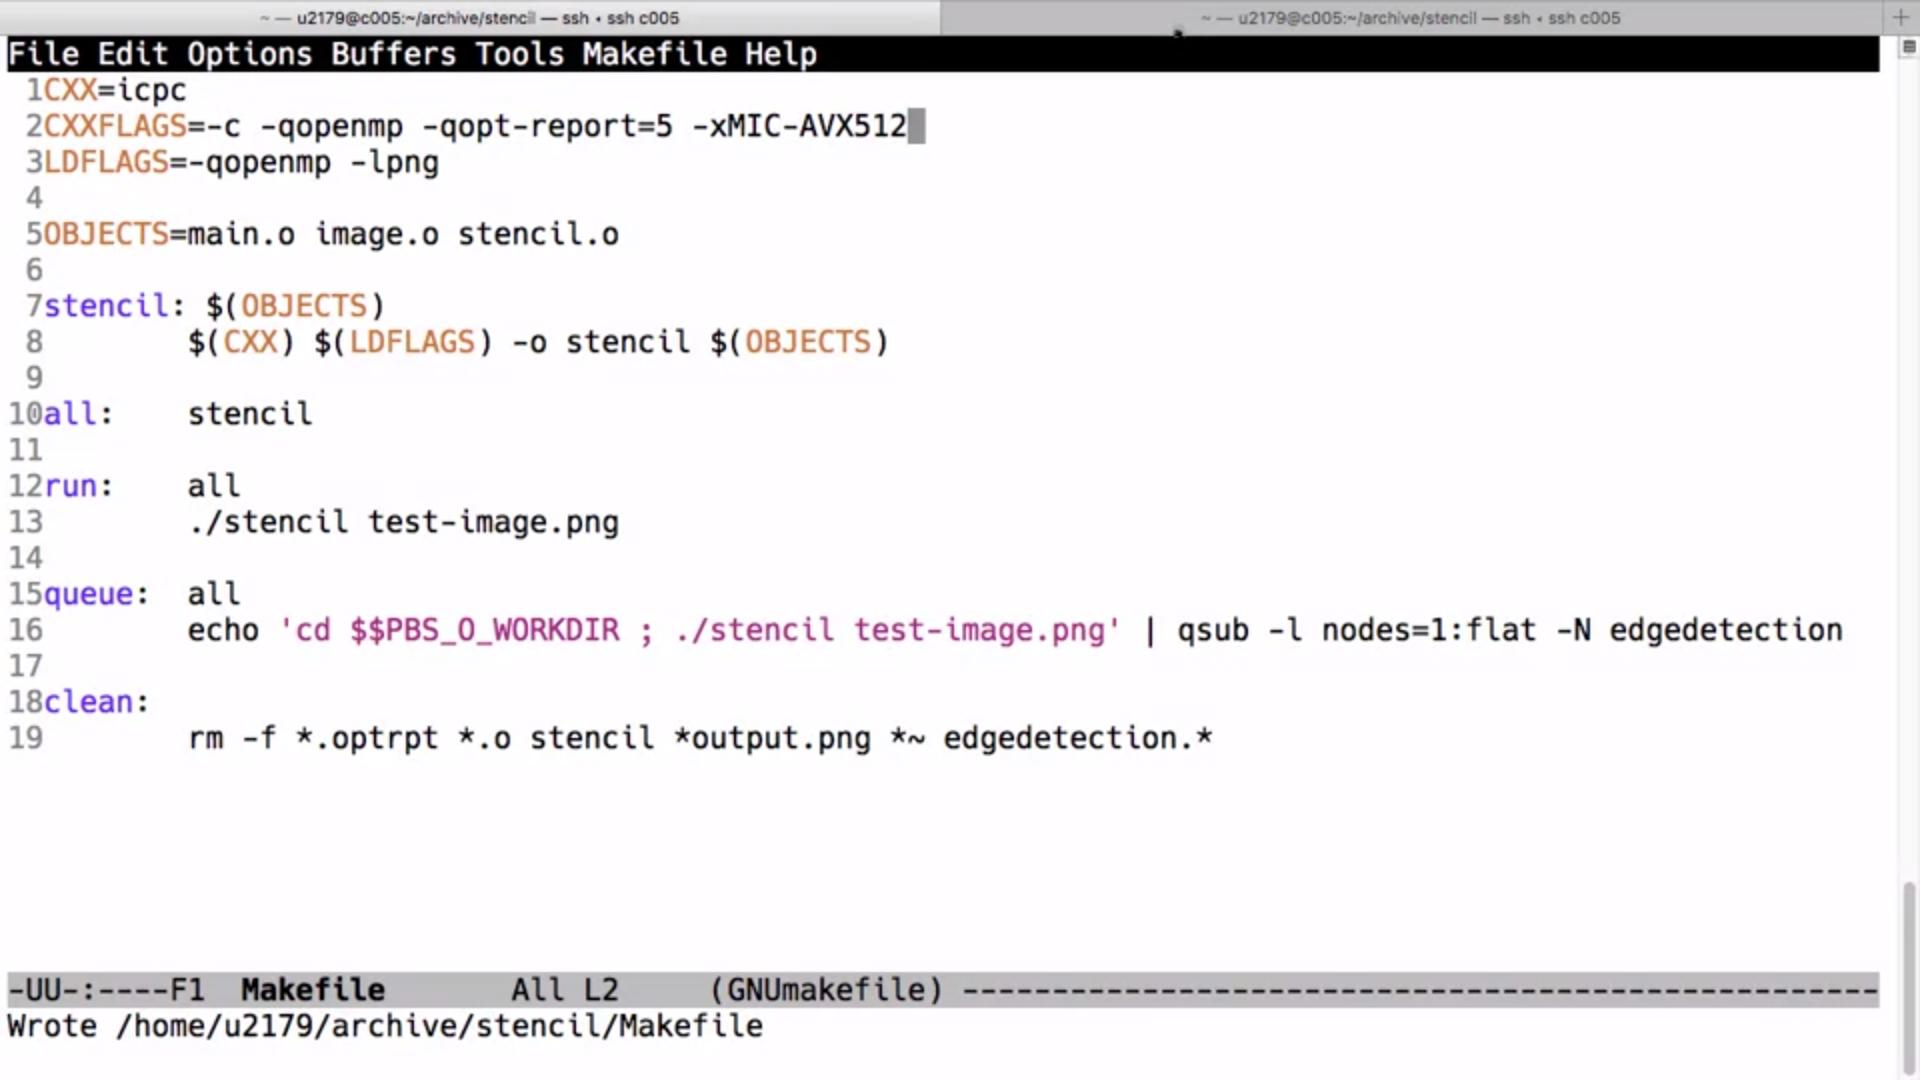 ~ — u2179@c005:~/archive/stencil — ssh • ssh c005
~ — u2179@c005:~/archive/stencil — ssh • ssh c005
File Edit Options Buffers Tools Makefile Help
1CXX=icpc
2CXXFLAGS=-c -qopenmp -qopt-report=5 -xMIC-AVX512
3LDFLAGS=-qopenmp -lpng
4
5OBJECTS=main.o image.o stencil.o
6
7stencil: $(OBJECTS)
8        $(CXX) $(LDFLAGS) -o stencil $(OBJECTS)
9
10all:    stencil
11
12run:    all
13        ./stencil test-image.png
14
15queue:  all
16        echo 'cd $$PBS_O_WORKDIR ; ./stencil test-image.png' | qsub -l nodes=1:flat -N edgedetection
17
18clean:
19        rm -f *.optrpt *.o stencil *output.png *~ edgedetection.*
-UU-:----F1  Makefile       All L2     (GNUmakefile) ---------------------------------------------------
Wrote /home/u2179/archive/stencil/Makefile